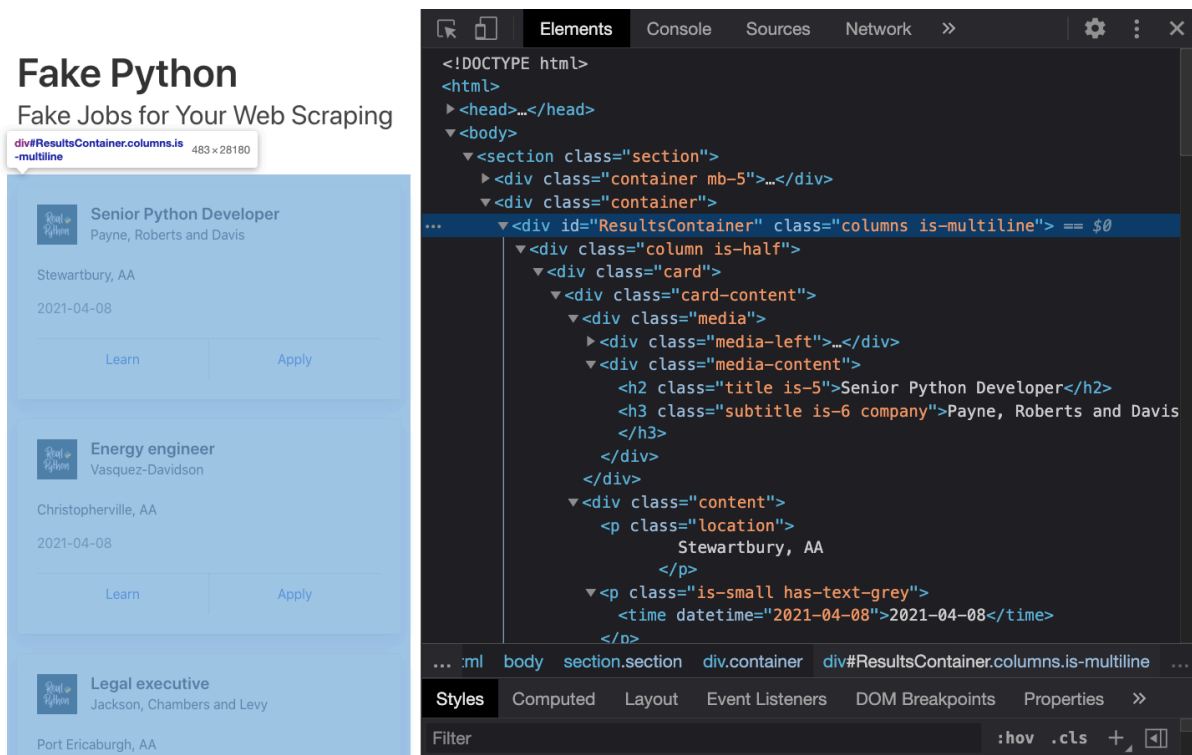 Fake Python
Fake Jobs for Your Web Scraping
div#ResultsContainer.columns.is
-multiline
483 × 28180
Real
Python
Senior Python Developer
Payne, Roberts and Davis
Stewartbury, AA
2021-04-08
Learn
Apply
Real
Python
Energy engineer
Vasquez-Davidson
Christopherville, AA
2021-04-08
Learn
Apply
Real
Python
Legal executive
Jackson, Chambers and Levy
Port Ericaburgh, AA
Elements Console Sources Network »
<!DOCTYPE html>
<html>
<head>…</head>
<body>
<section class="section">
<div class="container mb-5">…</div>
<div class="container">
… <div id="ResultsContainer" class="columns is-multiline"> == $0
<div class="column is-half">
<div class="card">
<div class="card-content">
<div class="media">
<div class="media-left">…</div>
<div class="media-content">
<h2 class="title is-5">Senior Python Developer</h2>
<h3 class="subtitle is-6 company">Payne, Roberts and Davis
</h3>
</div>
</div>
<div class="content">
<p class="location">
Stewartbury, AA
</p>
<p class="is-small has-text-grey">
<time datetime="2021-04-08">2021-04-08</time>
</p>
… :ml body section.section div.container div#ResultsContainer.columns.is-multiline …
Styles Computed Layout Event Listeners DOM Breakpoints Properties »
Filter :hov .cls +